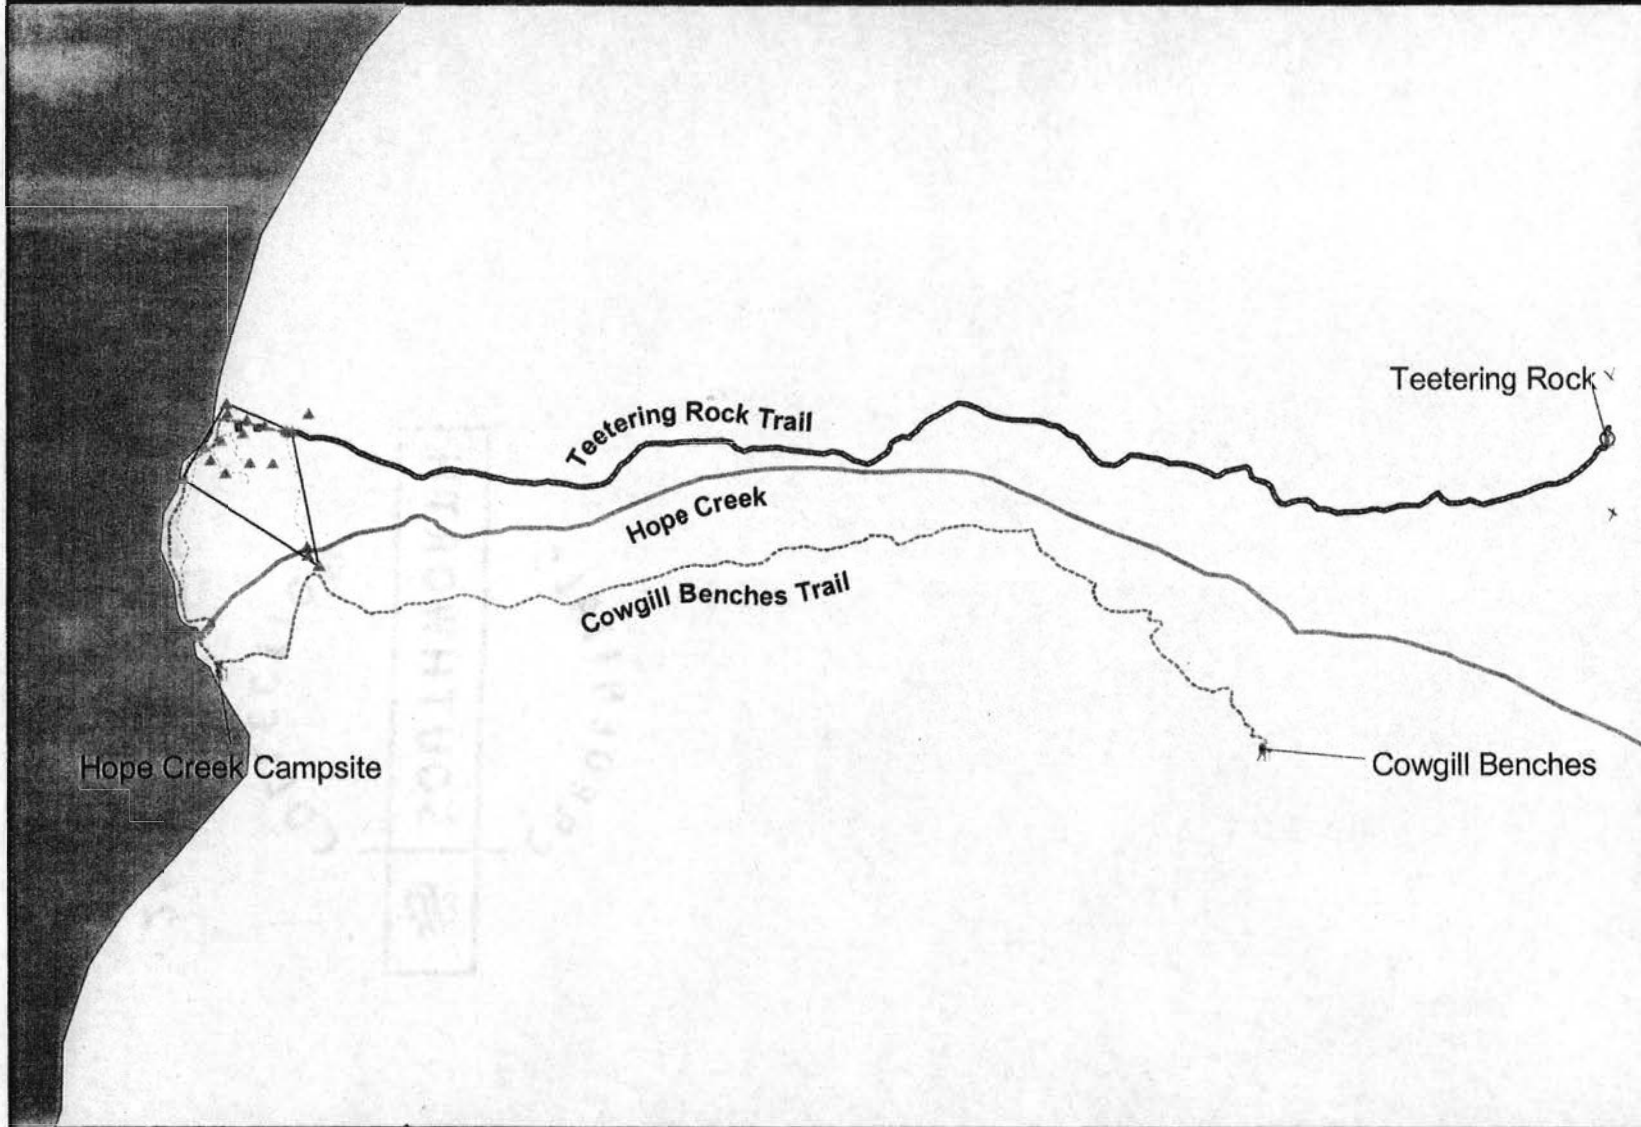 Teetering Rock
Teetering Rock Trail
Hope Creek
Cowgill Benches Trail
Hope Creek Campsite
Cowgill Benches